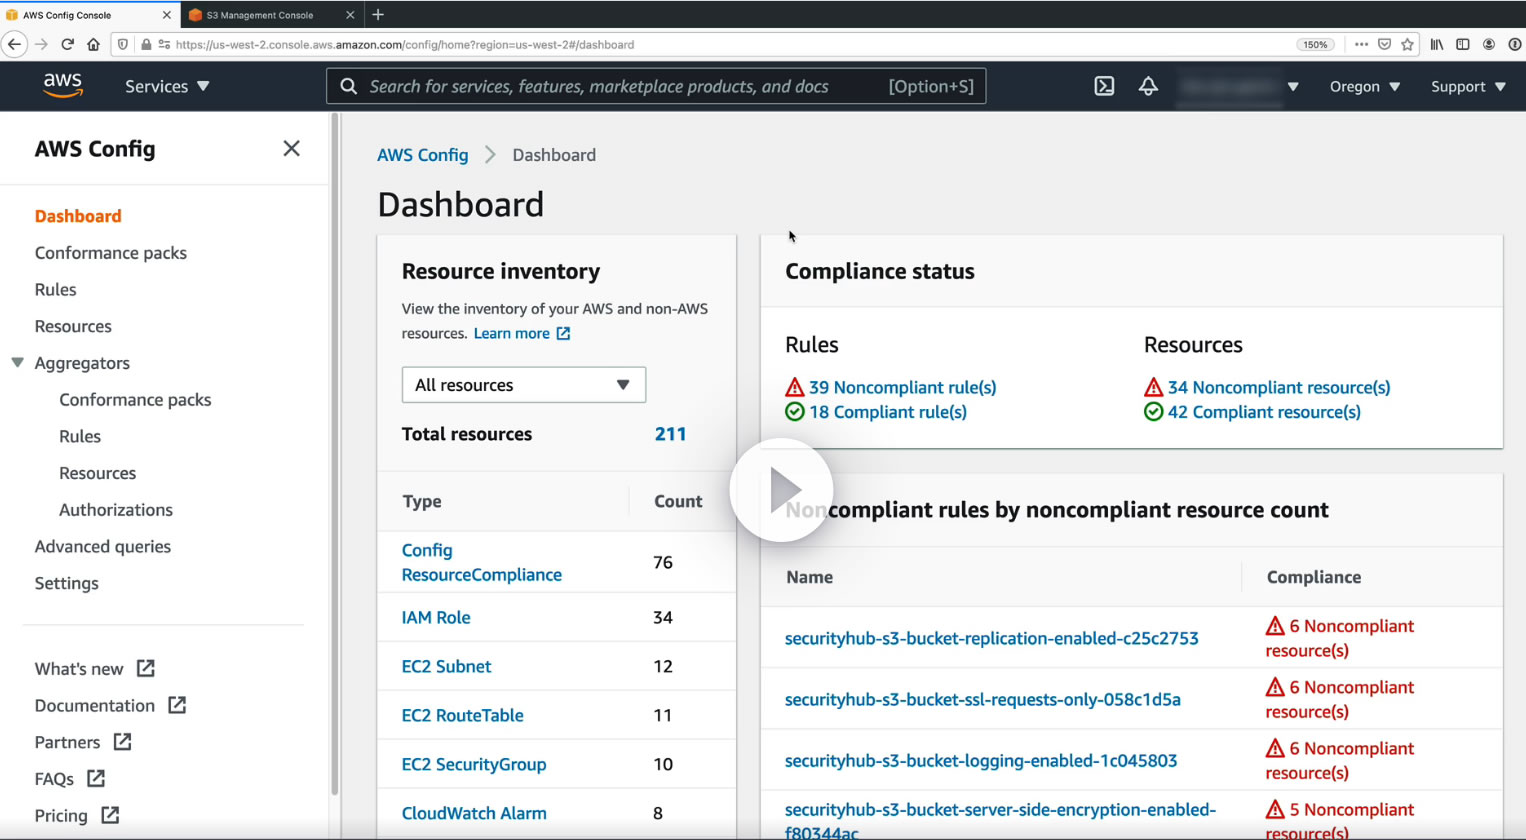 AWS Config Console
S3 Management Console
https://us-west-2.console.aws.amazon.com/config/home?region=us-west-2#/dashboard
150%
aws
Services
Search for services, features, marketplace products, and docs
[Option+S]
Oregon
Support
AWS Config
Dashboard
Conformance packs
Rules
Resources
Aggregators
Conformance packs
Rules
Resources
Authorizations
Advanced queries
Settings
What's new
Documentation
Partners
FAQs
Pricing
AWS Config > Dashboard
Dashboard
Resource inventory
View the inventory of your AWS and non-AWS
resources. Learn more
All resources
Total resources 211
Type Count
Config
ResourceCompliance 76
IAM Role 34
EC2 Subnet 12
EC2 RouteTable 11
EC2 SecurityGroup 10
CloudWatch Alarm 8
Compliance status
Rules
39 Noncompliant rule(s)
18 Compliant rule(s)
Resources
34 Noncompliant resource(s)
42 Compliant resource(s)
Noncompliant rules by noncompliant resource count
Name Compliance
securityhub-s3-bucket-replication-enabled-c25c2753
6 Noncompliant
resource(s)
securityhub-s3-bucket-ssl-requests-only-058c1d5a
6 Noncompliant
resource(s)
securityhub-s3-bucket-logging-enabled-1c045803
6 Noncompliant
resource(s)
securityhub-s3-bucket-server-side-encryption-enabled-
f80344ac
5 Noncompliant
resource(s)